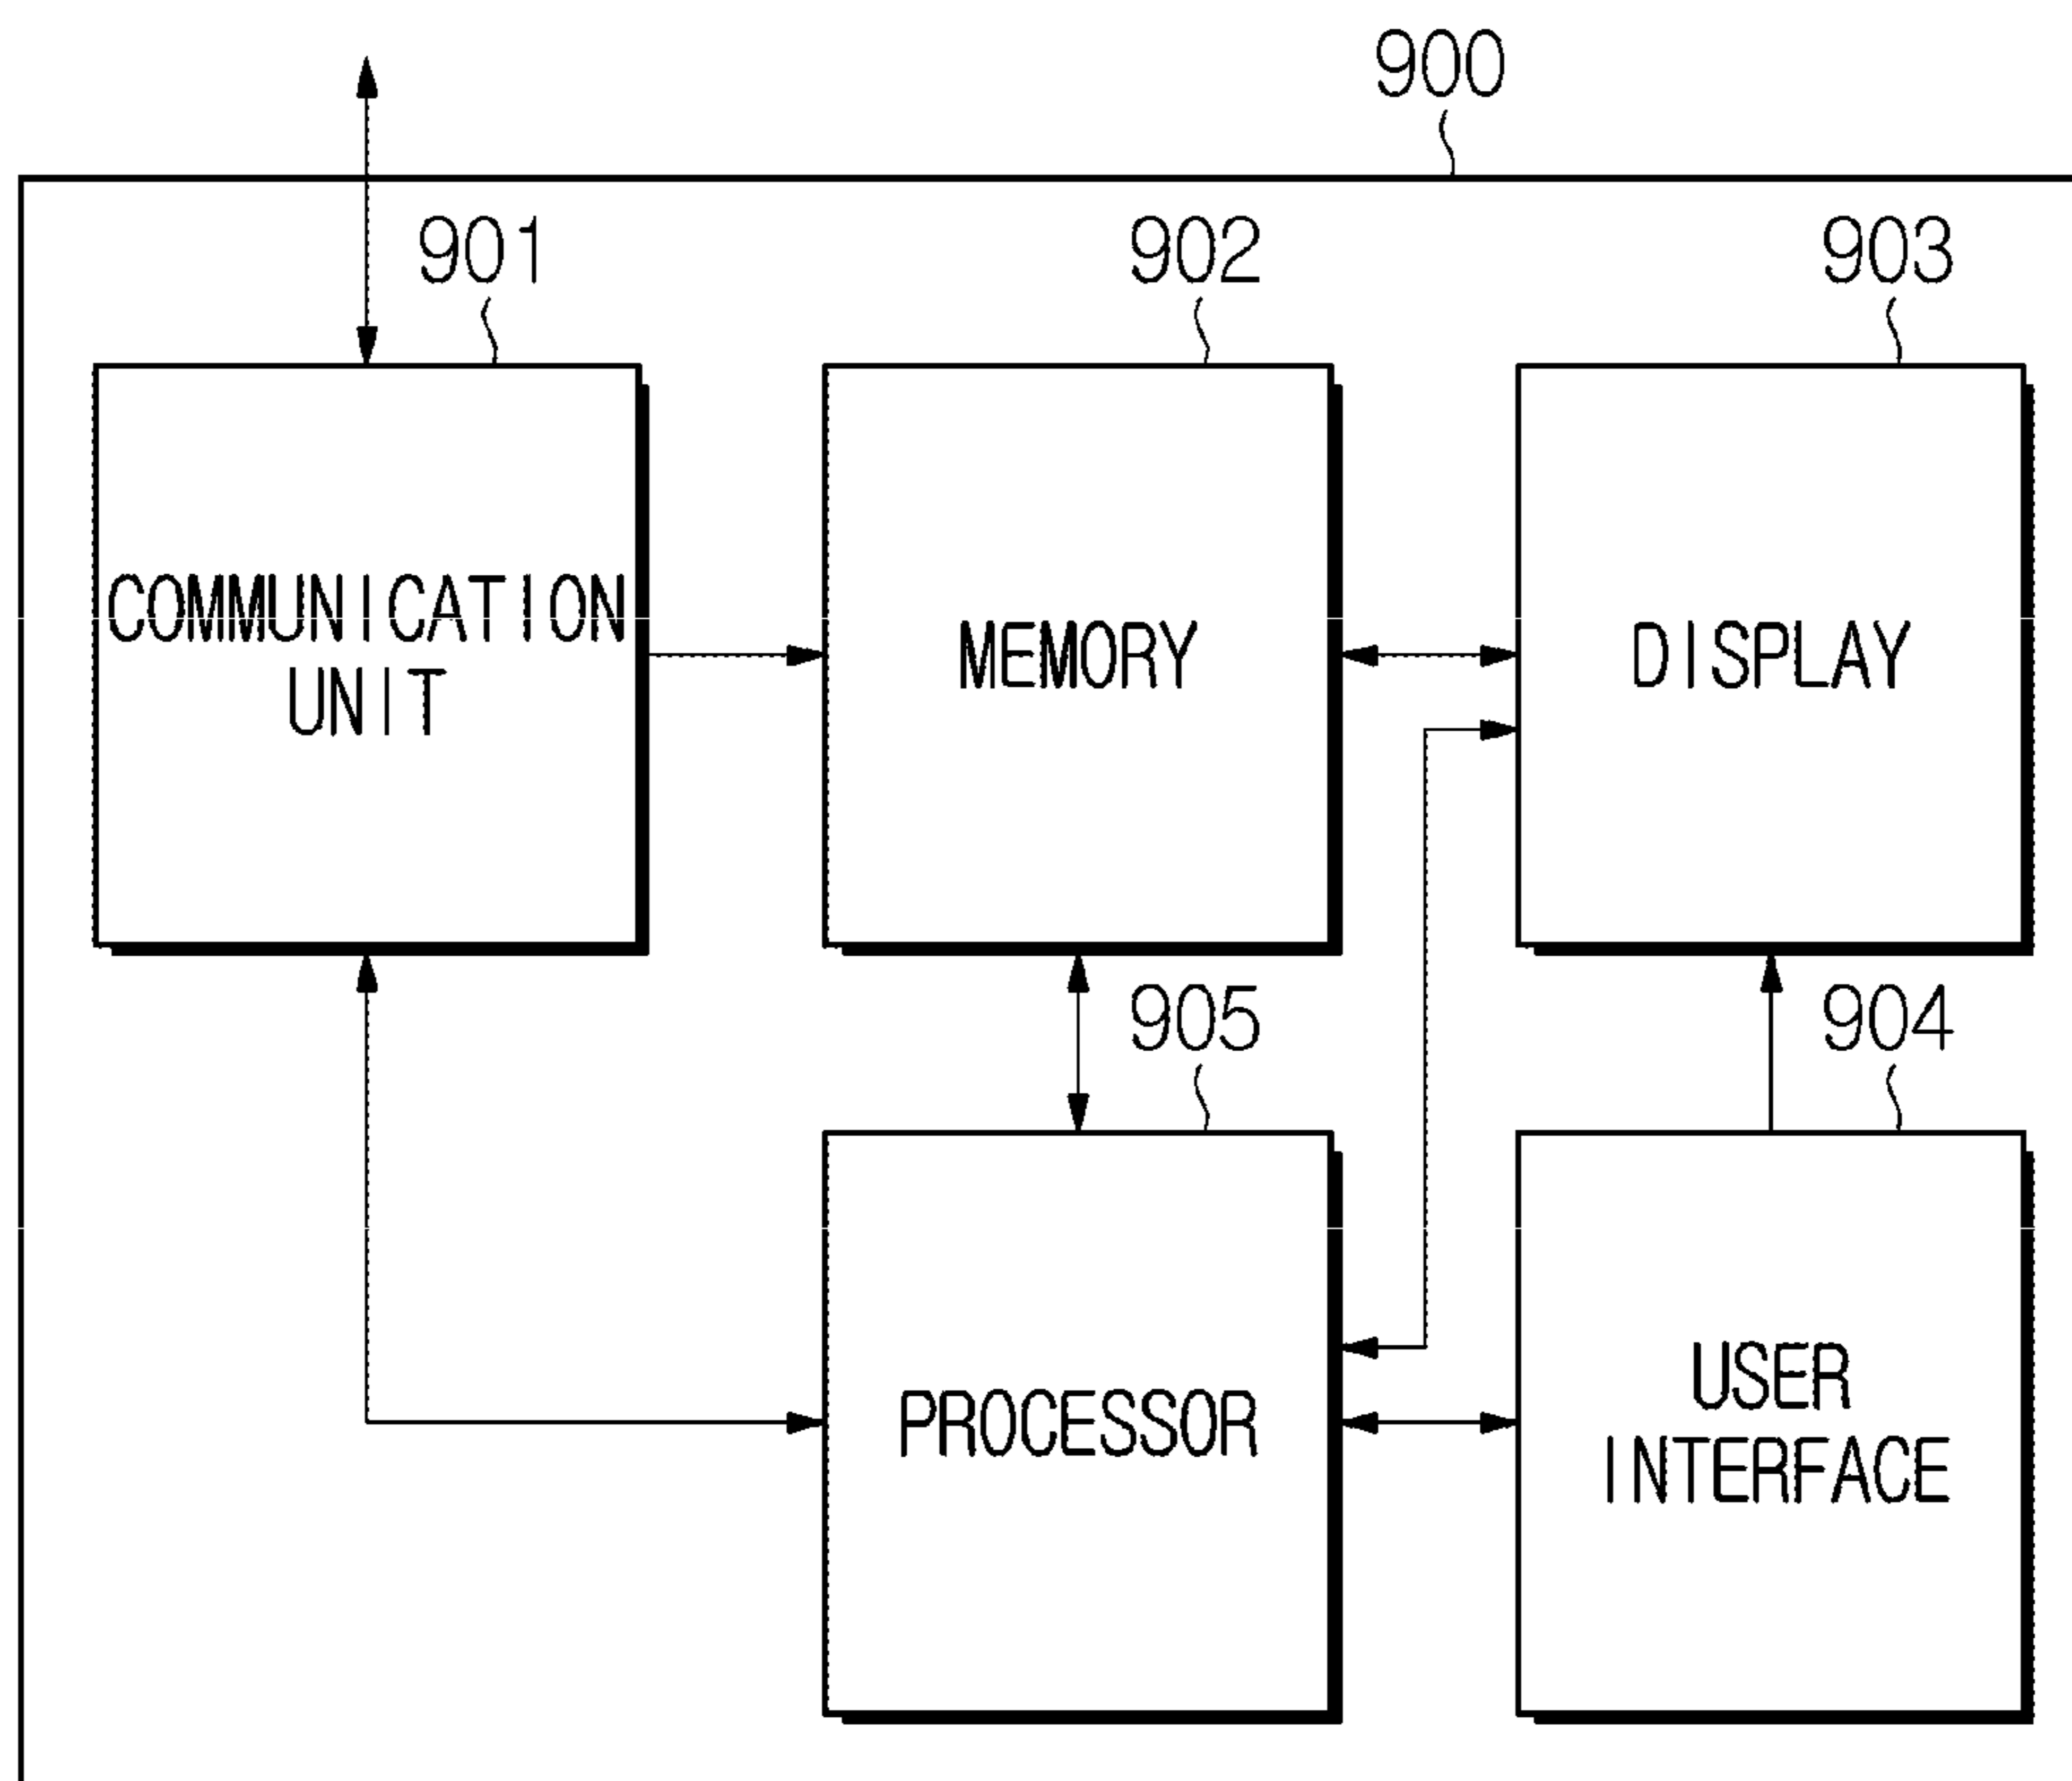 900
901
902
903
COMMUNICATION
UNIT
MEMORY
DISPLAY
905
904
PROCESSOR
USER
INTERFACE